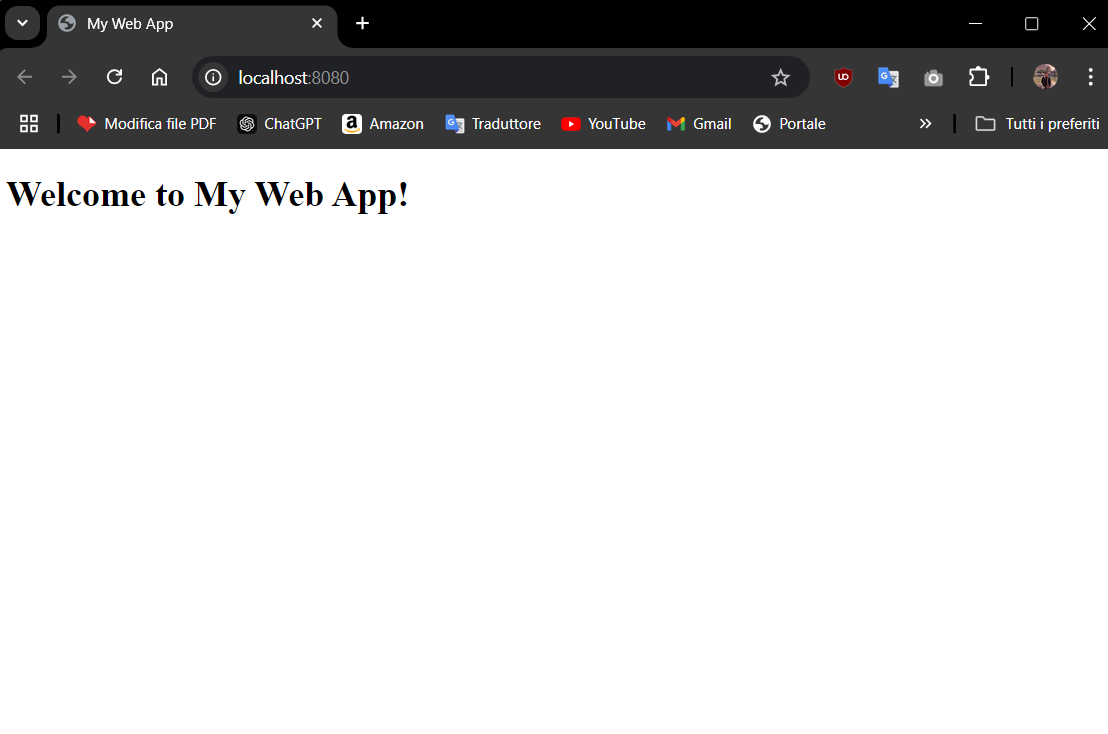 My Web App
localhost:8080
Modifica file PDF ChatGPT Amazon Traduttore YouTube Gmail Portale Tutti i preferiti
Welcome to My Web App!